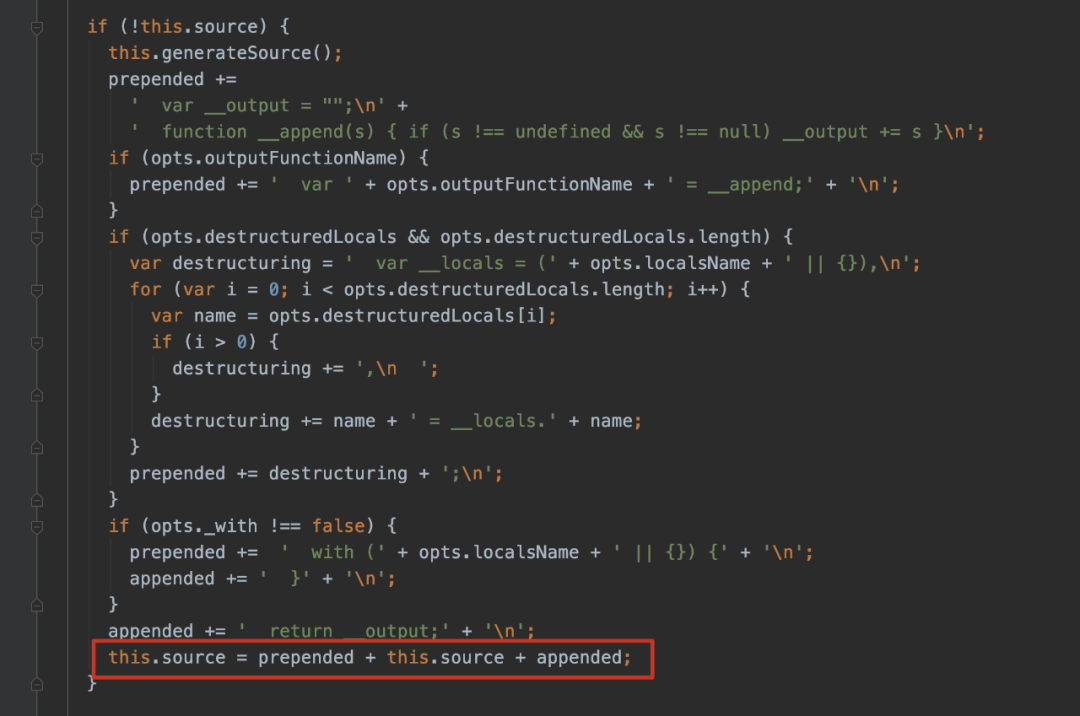 if (!this.source) {
this.generateSource();
prepended +=
'  var __output = "";\n' +
'  function __append(s) { if (s !== undefined && s !== null) __output += s }\n';
if (opts.outputFunctionName) {
prepended += '  var ' + opts.outputFunctionName + ' = __append;' + '\n';
}
if (opts.destructuredLocals && opts.destructuredLocals.length) {
var destructuring = '  var __locals = (' + opts.localsName + ' || {}),\n';
for (var i = 0; i < opts.destructuredLocals.length; i++) {
var name = opts.destructuredLocals[i];
if (i > 0) {
destructuring += ',\n  ';
}
destructuring += name + ' = __locals.' + name;
}
prepended += destructuring + ';\n';
}
if (opts._with !== false) {
prepended +=  '  with (' + opts.localsName + ' || {}) {' + '\n';
appended += '  }' + '\n';
}
appended += '  return __output;' + '\n';
this.source = prepended + this.source + appended;
}